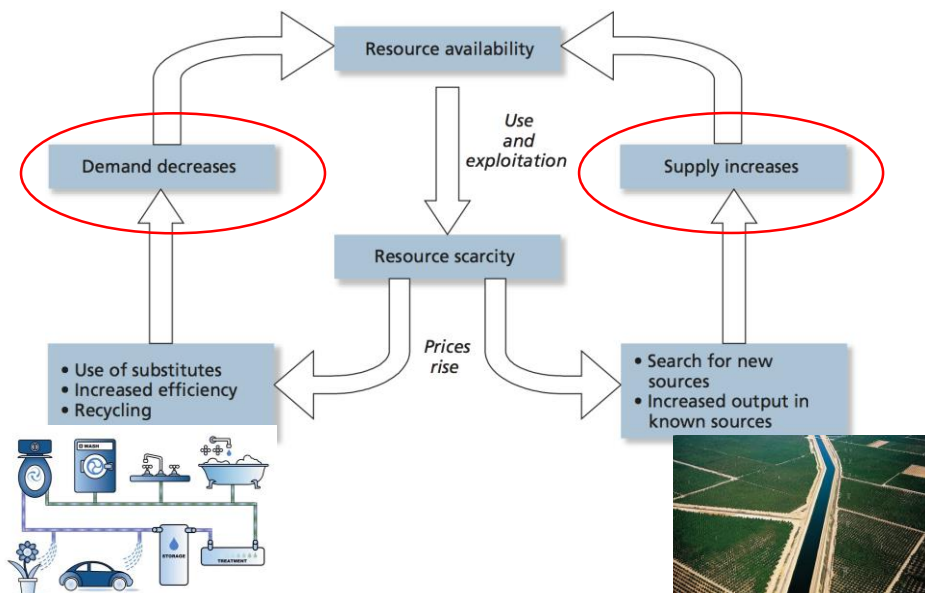 Resource availability
Use
and
exploitation
Demand decreases
Supply increases
Resource scarcity
Prices
rise
• Use of substitutes
• Increased efficiency
• Recycling
• Search for new
sources
• Increased output in
known sources
WASH
STORAGE
TREATMENT